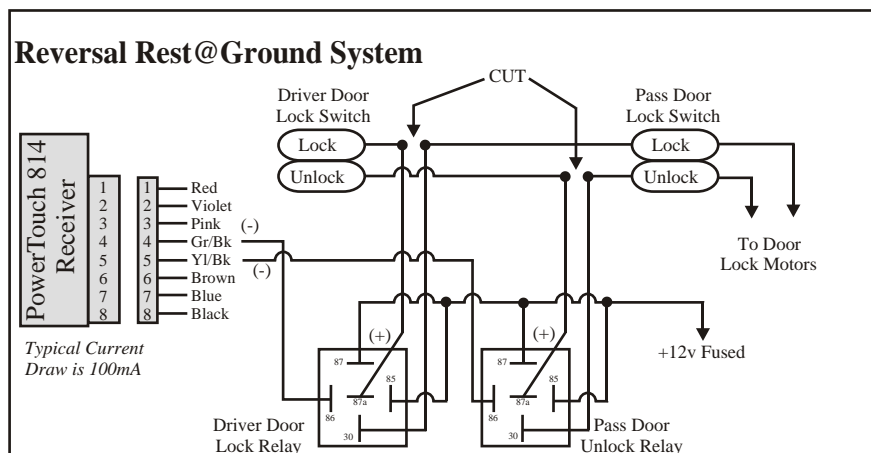 Reversal Rest@Ground System
CUT
Driver Door
Lock Switch
Pass Door
Lock Switch
Lock
Lock
Unlock
Unlock
PowerTouch 814
Receiver
1
2
3
4
5
6
7
8
1
2
3
4
5
6
7
8
Red
Violet
Pink
(-)
Gr/Bk
Yl/Bk
(-)
Brown
Blue
Black
To Door
Lock Motors
Typical Current
Draw is 100mA
(+)
(+)
+12v Fused
87
85
87a
86
30
87
85
87a
86
30
Driver Door
Lock Relay
Pass Door
Unlock Relay